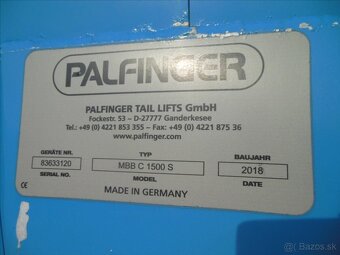 PALFINGER
PALFINGER TAIL LIFTS GmbH
Fockestr. 53 – D-27777 Ganderkesee
Tel.: +49 (0) 4221 853 355 – Fax: +49 (0) 4221 875 36
www.palfinger.com
GERÄTE NR. TYP BAUJAHR
83633120 MBB C 1500 S 2018
SERIAL NO. MODEL DATE
CE MADE IN GERMANY
bazos.sk